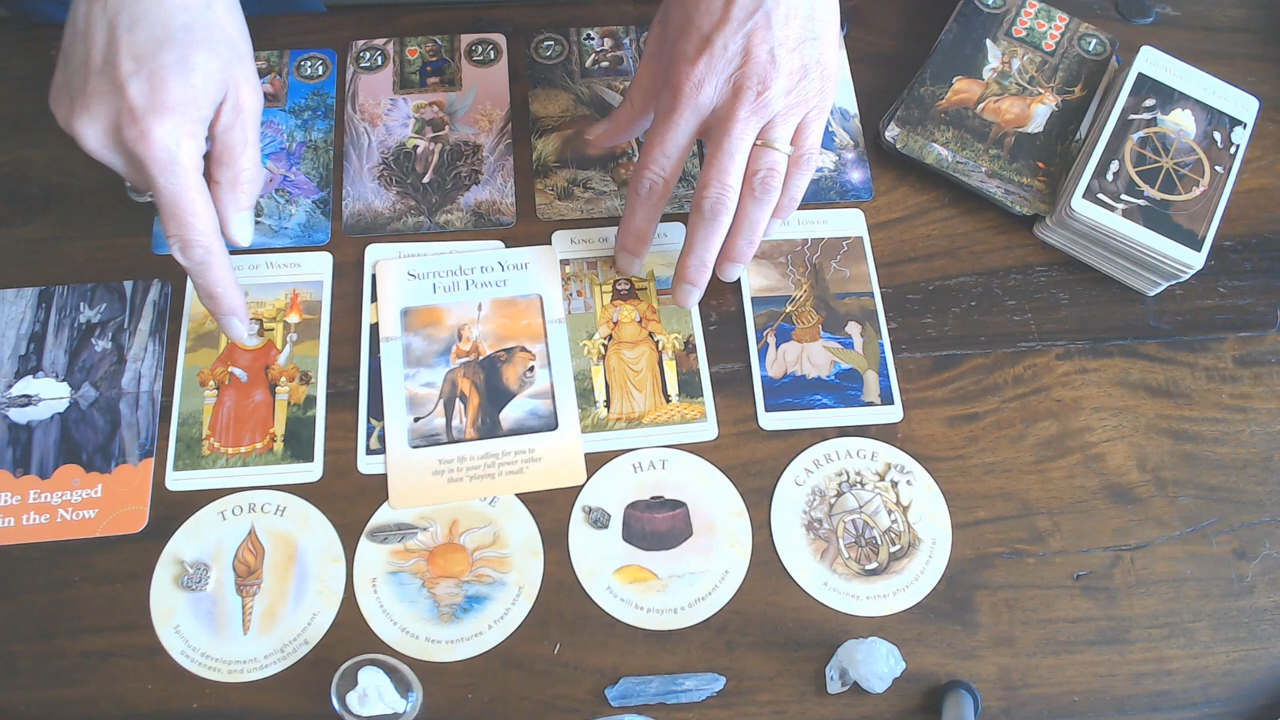 34
24
24
7
7
NG OF WANDS
Surrender to Your
Full Power
Your life is calling for you to
step in to your full power rather
than "playing it small."
KING OF
TOWER
Be Engaged
in the Now
TORCH
Spiritual development, enlightenment,
awareness, and understanding.
New creative ideas. New ventures. A fresh start.
HAT
You will be playing a different role
CARRIAGE
A journey, either physical or mental